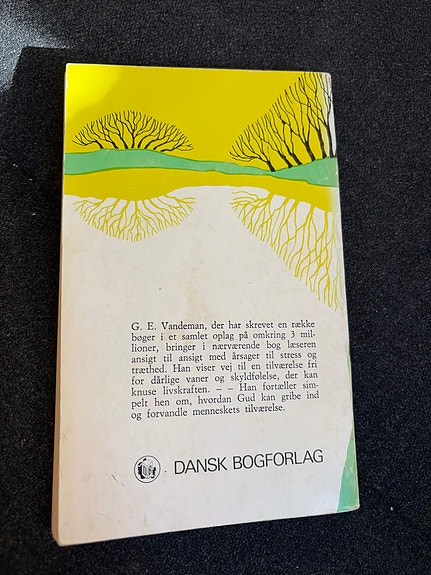 G. E. Vandeman, der har skrevet en række
bøger i et samlet oplag på omkring 3 mil-
lioner, bringer i nærværende bog læseren
ansigt til ansigt med årsager til stress og
træthed. Han viser vej til en tilværelse fri
for dårlige vaner og skyldfølelse, der kan
knuse livskraften. — — Han fortæller sim-
pelt hen om, hvordan Gud kan gribe ind
og forvandle menneskets tilværelse.
DANSK BOGFORLAG